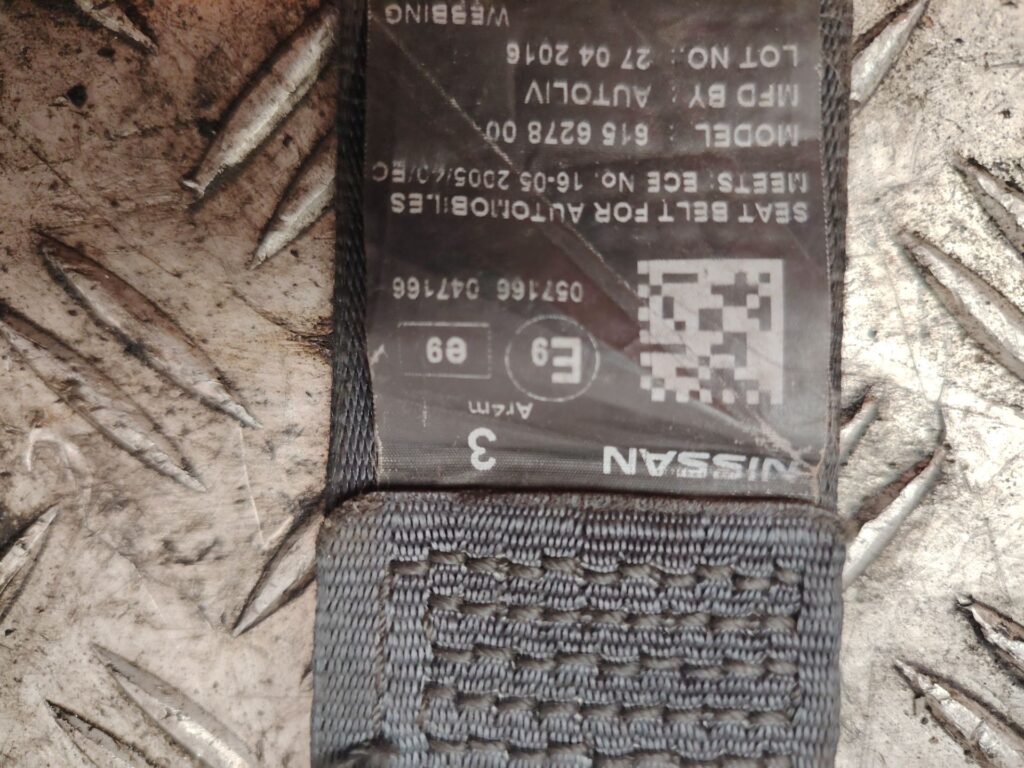 NISSAN 3
Ar4m
E9 e9
057166 047166
SEAT BELT FOR AUTOMOBILES
MEETS: ECE No. 16-05 2005/40/EC
MODEL : 615 6278 00
MFD BY : AUTOLIV
LOT NO.: 27 04 2016
WEBBING